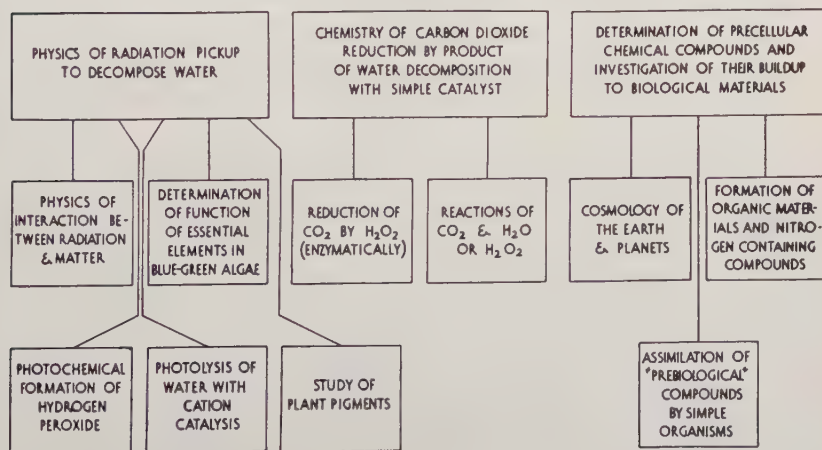 PHYSICS OF RADIATION PICKUP
TO DECOMPOSE WATER
CHEMISTRY OF CARBON DIOXIDE
REDUCTION BY PRODUCT
OF WATER DECOMPOSITION
WITH SIMPLE CATALYST
DETERMINATION OF PRECELLULAR
CHEMICAL COMPOUNDS AND
INVESTIGATION OF THEIR BUILDUP
TO BIOLOGICAL MATERIALS
PHYSICS OF
INTERACTION BE-
TWEEN RADIATION
& MATTER
DETERMINATION
OF FUNCTION OF
ESSENTIAL
ELEMENTS IN
BLUE-GREEN ALGAE
REDUCTION OF
CO₂ BY H₂O₂
(ENZYMATICALLY)
REACTIONS OF
CO₂ & H₂O
OR H₂O₂
COSMOLOGY OF
THE EARTH
& PLANETS
FORMATION OF
ORGANIC MATER-
IALS AND NITRO-
GEN CONTAINING
COMPOUNDS
PHOTOCHEMICAL
FORMATION OF
HYDROGEN
PEROXIDE
PHOTOLYSIS OF
WATER WITH
CATION
CATALYSIS
STUDY OF
PLANT PIGMENTS
ASSIMILATION OF
"PREBIOLOGICAL"
COMPOUNDS
BY SIMPLE
ORGANISMS